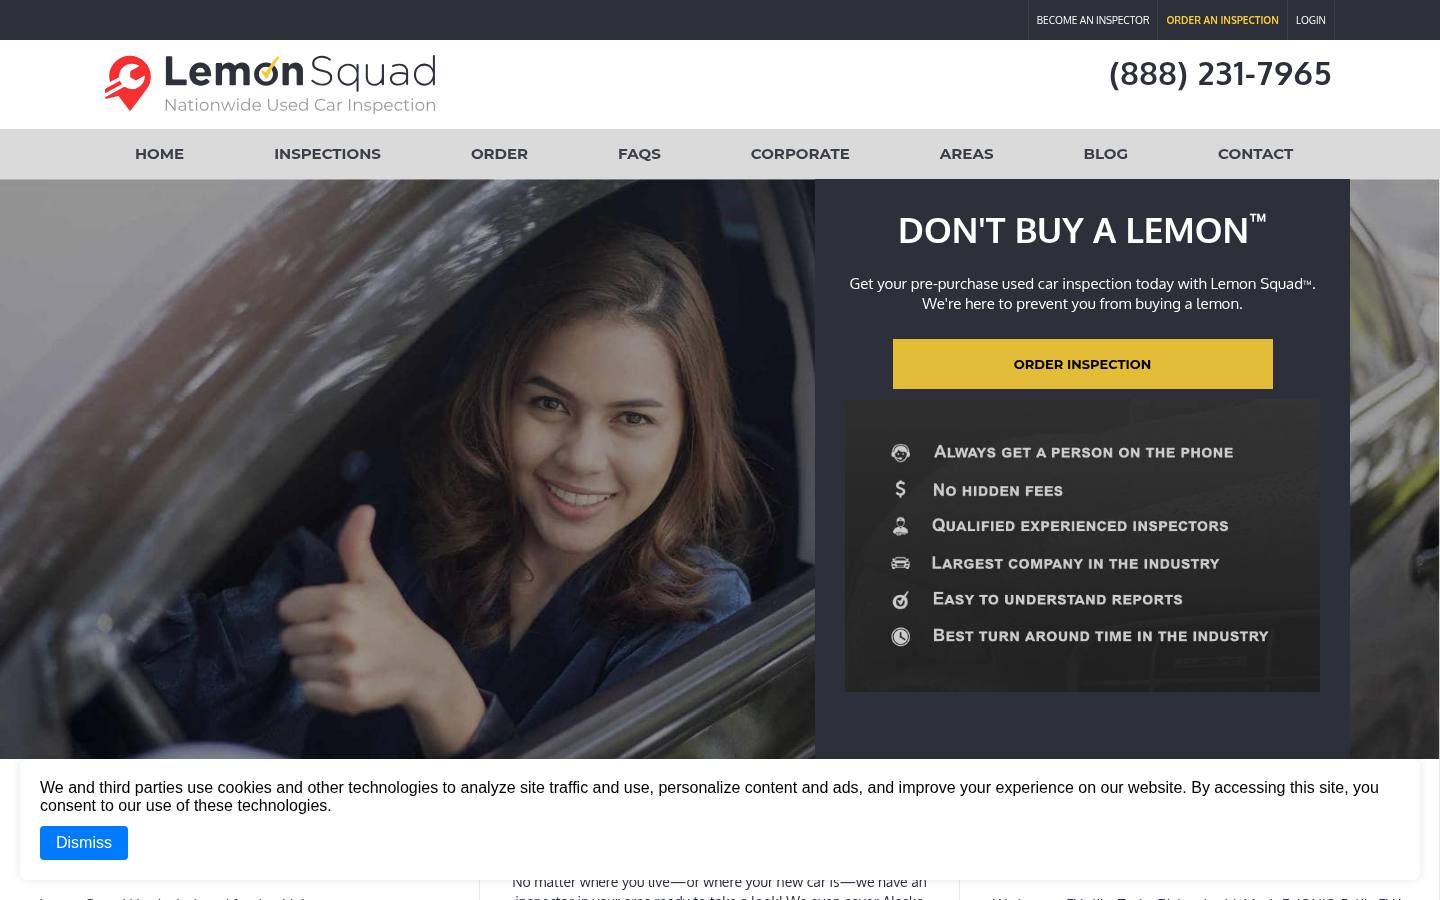 BECOME AN INSPECTOR
ORDER AN INSPECTION
LOGIN
Lemon Squad
Nationwide Used Car Inspection
(888) 231-7965
HOME
INSPECTIONS
ORDER
FAQS
CORPORATE
AREAS
BLOG
CONTACT
DON'T BUY A LEMON™
Get your pre-purchase used car inspection today with Lemon Squad™.
We're here to prevent you from buying a lemon.
ORDER INSPECTION
ALWAYS GET A PERSON ON THE PHONE
NO HIDDEN FEES
QUALIFIED EXPERIENCED INSPECTORS
LARGEST COMPANY IN THE INDUSTRY
EASY TO UNDERSTAND REPORTS
BEST TURN AROUND TIME IN THE INDUSTRY
We and third parties use cookies and other technologies to analyze site traffic and use, personalize content and ads, and improve your experience on our website. By accessing this site, you
consent to our use of these technologies.
Dismiss
No matter where you live—or where your new car is—we have an